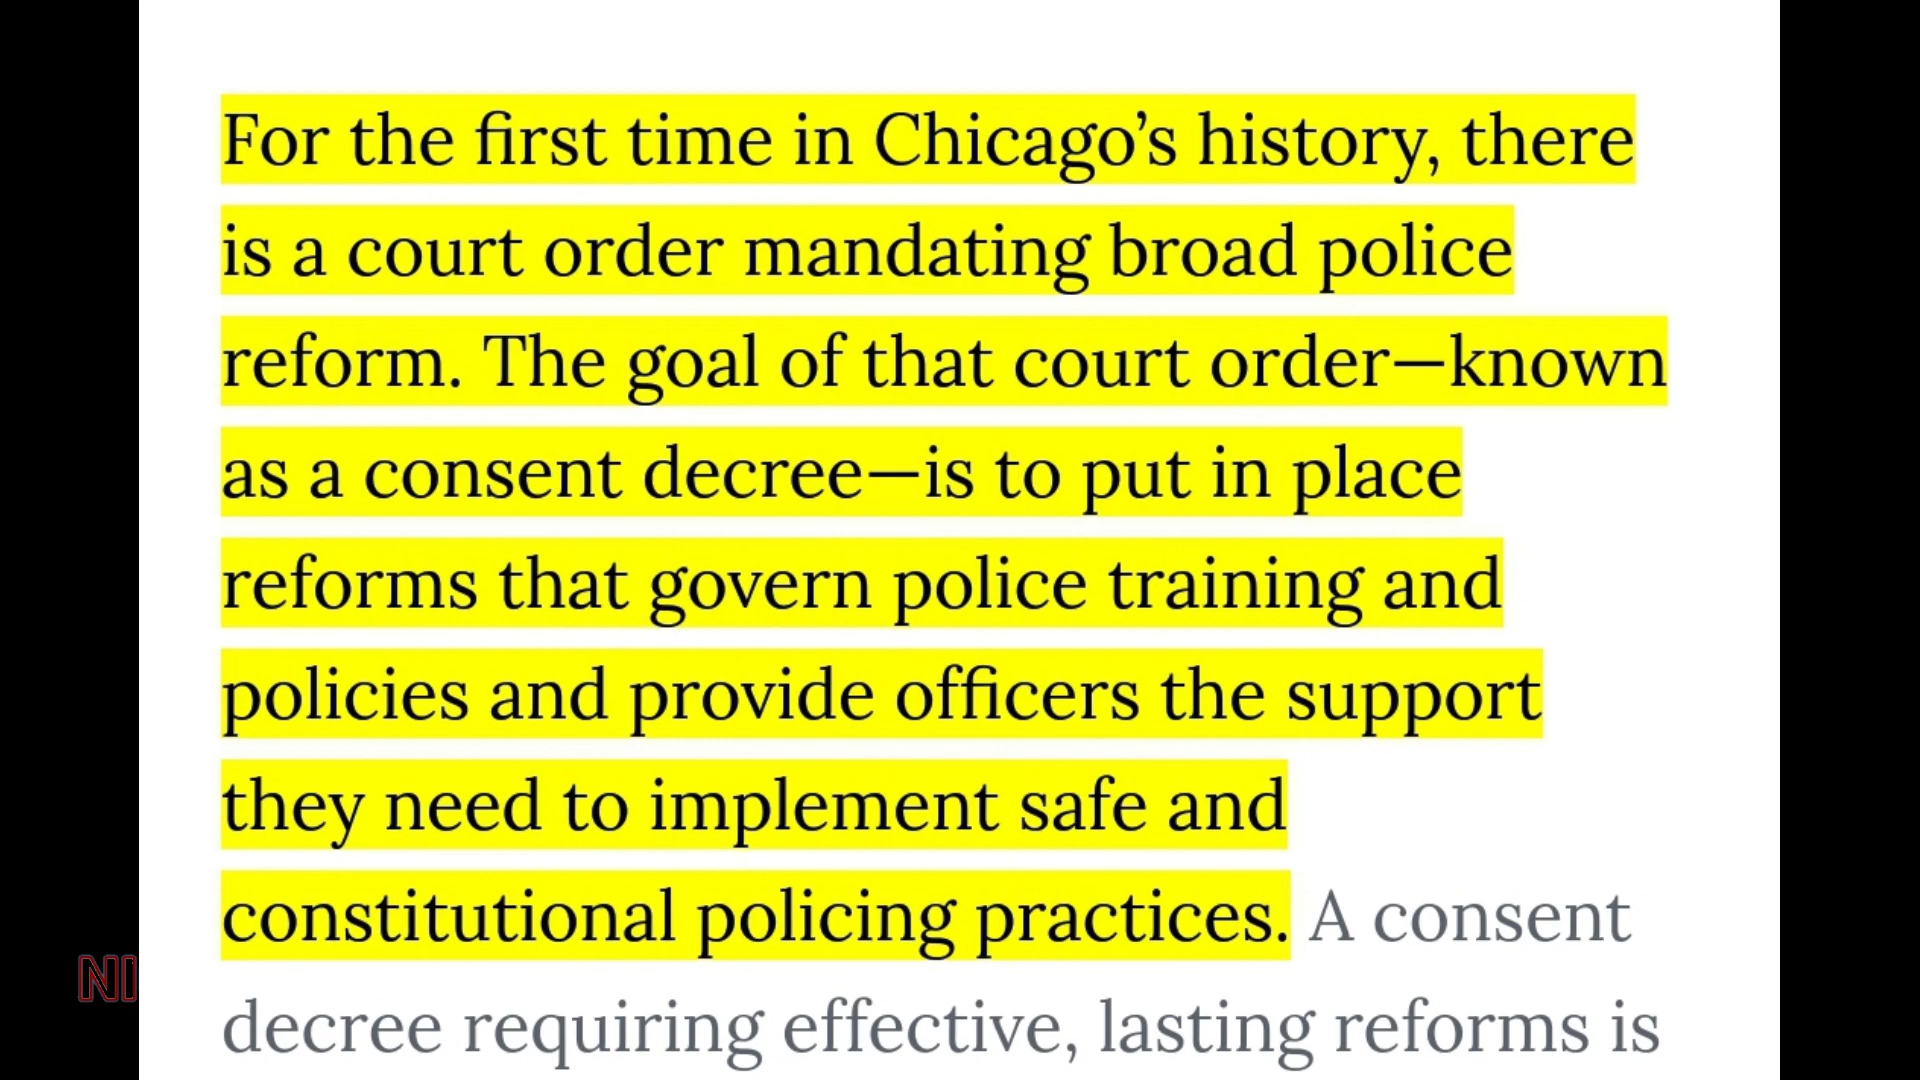 For the first time in Chicago’s history, there
is a court order mandating broad police
reform. The goal of that court order—known
as a consent decree—is to put in place
reforms that govern police training and
policies and provide officers the support
they need to implement safe and
constitutional policing practices. A consent
NI
decree requiring effective, lasting reforms is